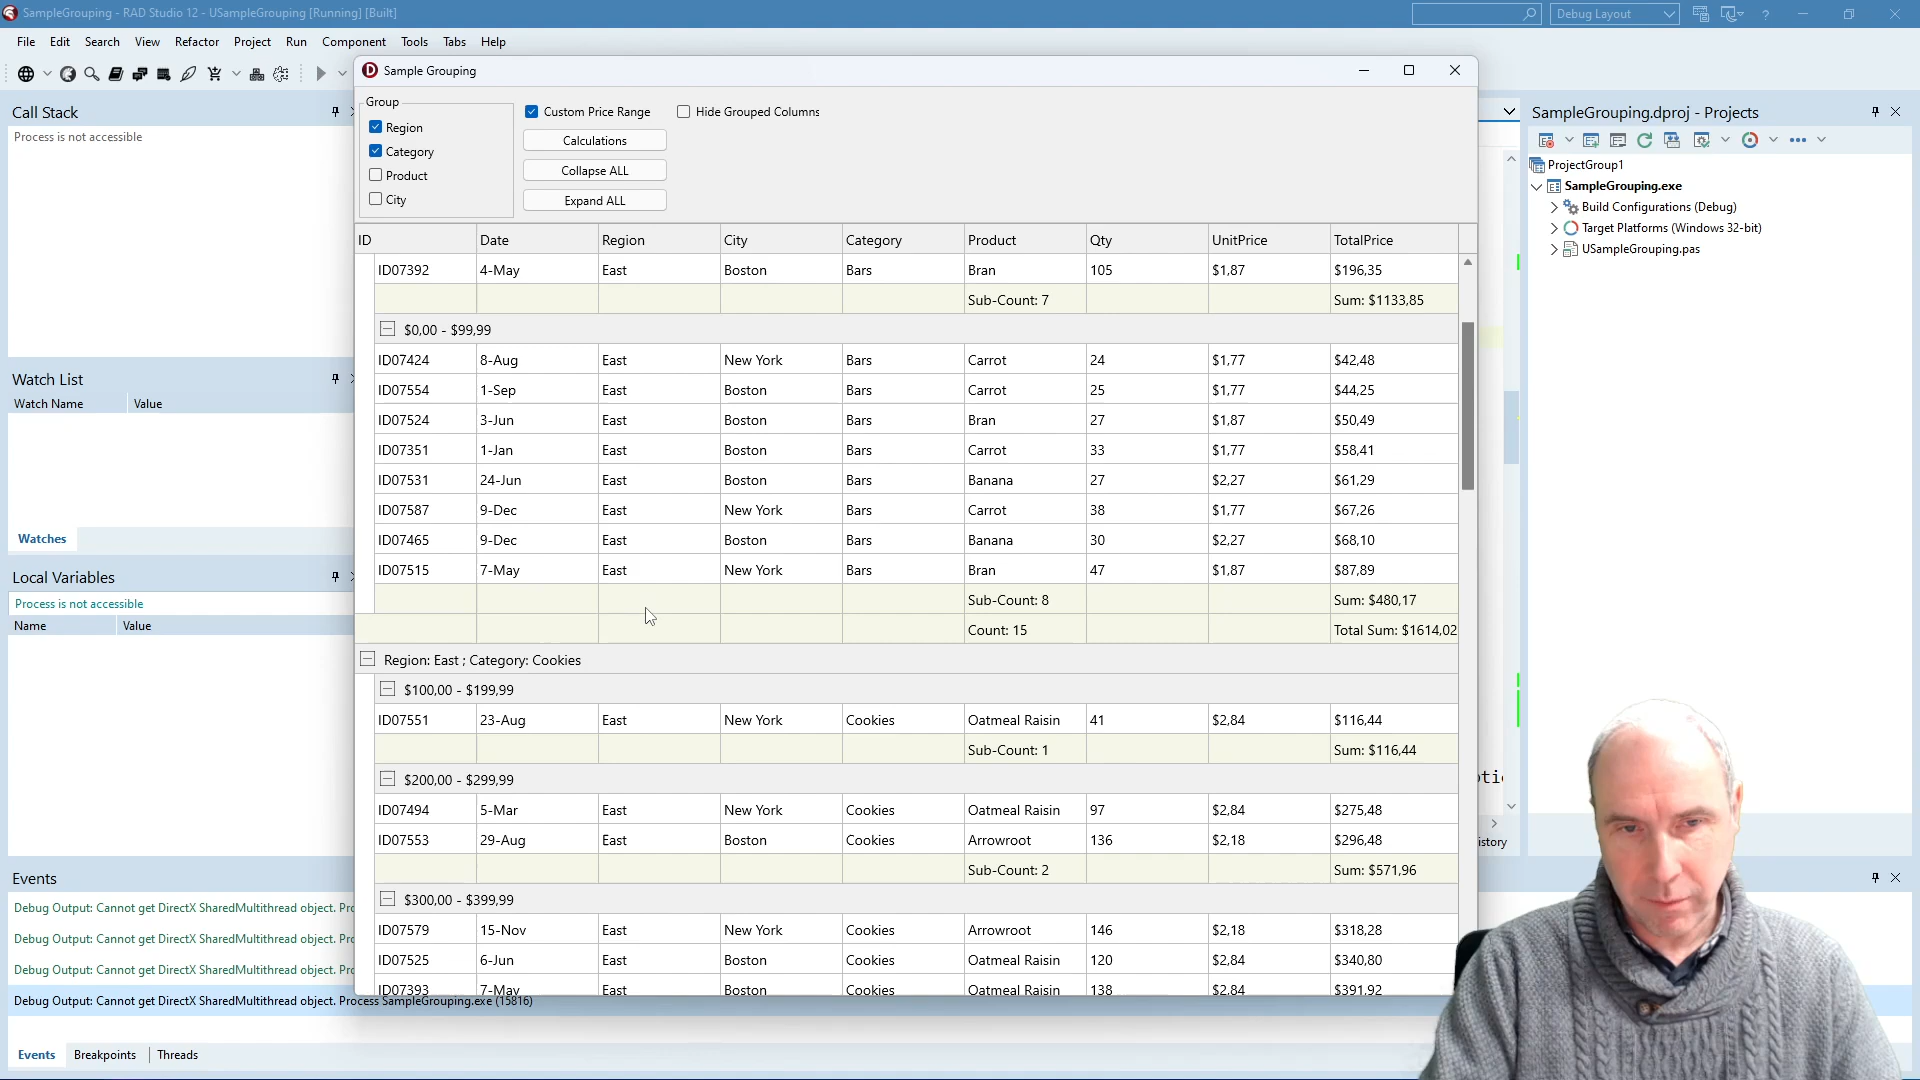 SampleGrouping - RAD Studio 12 - USampleGrouping [Running] [Built]
Debug Layout
?
File Edit Search View Refactor Project Run Component Tools Tabs Help
Call Stack
Process is not accessible
Watch List
Watch Name Value
Watches
Local Variables
Process is not accessible
Name Value
Events
Debug Output: Cannot get DirectX SharedMultithread object. Pro
Debug Output: Cannot get DirectX SharedMultithread object. Pro
Debug Output: Cannot get DirectX SharedMultithread object. Pro
Debug Output: Cannot get DirectX SharedMultithread object. Process SampleGrouping.exe (15816)
Events Breakpoints Threads
Sample Grouping
Group
Region
Category
Product
City
Custom Price Range Hide Grouped Columns
Calculations
Collapse ALL
Expand ALL
ID Date Region City Category Product Qty UnitPrice TotalPrice
ID07392 4-May East Boston Bars Bran 105 $1,87 $196,35
Sub-Count: 7 Sum: $1133,85
$0,00 - $99,99
ID07424 8-Aug East New York Bars Carrot 24 $1,77 $42,48
ID07554 1-Sep East Boston Bars Carrot 25 $1,77 $44,25
ID07524 3-Jun East Boston Bars Bran 27 $1,87 $50,49
ID07351 1-Jan East Boston Bars Carrot 33 $1,77 $58,41
ID07531 24-Jun East Boston Bars Banana 27 $2,27 $61,29
ID07587 9-Dec East New York Bars Carrot 38 $1,77 $67,26
ID07465 9-Dec East Boston Bars Banana 30 $2,27 $68,10
ID07515 7-May East New York Bars Bran 47 $1,87 $87,89
Sub-Count: 8 Sum: $480,17
Count: 15 Total Sum: $1614,02
Region: East ; Category: Cookies
$100,00 - $199,99
ID07551 23-Aug East New York Cookies Oatmeal Raisin 41 $2,84 $116,44
Sub-Count: 1 Sum: $116,44
$200,00 - $299,99
ID07494 5-Mar East New York Cookies Oatmeal Raisin 97 $2,84 $275,48
ID07553 29-Aug East Boston Cookies Arrowroot 136 $2,18 $296,48
Sub-Count: 2 Sum: $571,96
$300,00 - $399,99
ID07579 15-Nov East New York Cookies Arrowroot 146 $2,18 $318,28
ID07525 6-Jun East Boston Cookies Oatmeal Raisin 120 $2,84 $340,80
ID07393 7-May East Boston Cookies Oatmeal Raisin 138 $2,84 $391,92
istory
SampleGrouping.dproj - Projects
ProjectGroup1
SampleGrouping.exe
Build Configurations (Debug)
Target Platforms (Windows 32-bit)
USampleGrouping.pas